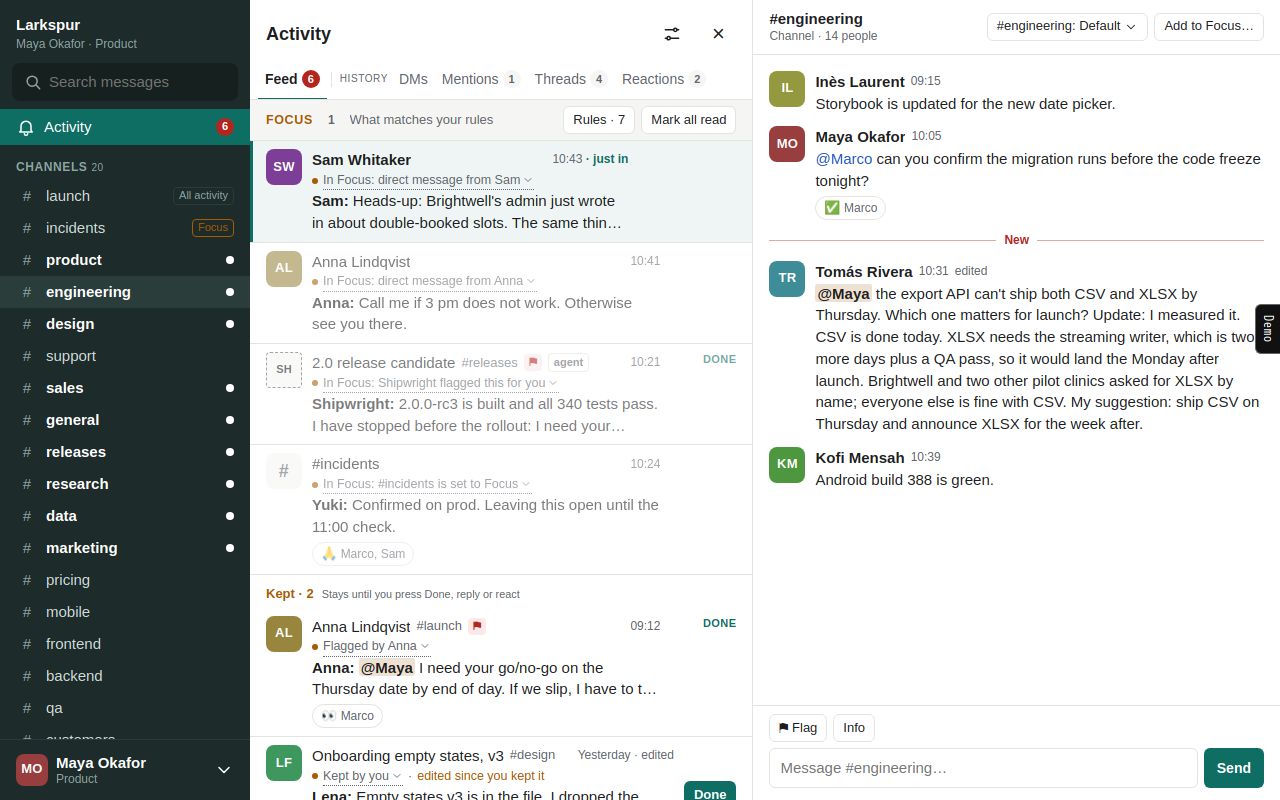 Larkspur
Maya Okafor · Product
Search messages
Activity
6
CHANNELS 20
# launch All activity
# incidents Focus
# product
# engineering
# design
# support
# sales
# general
# releases
# research
# data
# marketing
# pricing
# mobile
# frontend
# backend
# qa
# customers
MO
Maya Okafor
Product
Activity
Feed 6 HISTORY DMs Mentions 1 Threads 4 Reactions 2
FOCUS 1 What matches your rules Rules · 7 Mark all read
SW
Sam Whitaker 10:43 · just in
In Focus: direct message from Sam
Sam: Heads-up: Brightwell's admin just wrote
in about double-booked slots. The same thin…
AL
Anna Lindqvist 10:41
In Focus: direct message from Anna
Anna: Call me if 3 pm does not work. Otherwise
see you there.
SH
2.0 release candidate #releases agent 10:21 DONE
In Focus: Shipwright flagged this for you
Shipwright: 2.0.0-rc3 is built and all 340 tests pass.
I have stopped before the rollout: I need your…
#
#incidents 10:24
In Focus: #incidents is set to Focus
Yuki: Confirmed on prod. Leaving this open until the
11:00 check.
🙏 Marco, Sam
Kept · 2 Stays until you press Done, reply or react
AL
Anna Lindqvist #launch 09:12 DONE
Flagged by Anna
Anna: @Maya I need your go/no-go on the
Thursday date by end of day. If we slip, I have to t…
👀 Marco
LF
Onboarding empty states, v3 #design Yesterday · edited
Kept by you · edited since you kept it
Lena: Empty states v3 is in the file. I dropped the
Done
#engineering
Channel · 14 people
#engineering: Default
Add to Focus…
IL
Inès Laurent 09:15
Storybook is updated for the new date picker.
MO
Maya Okafor 10:05
@Marco can you confirm the migration runs before the code freeze
tonight?
✅ Marco
New
TR
Tomás Rivera 10:31 edited
@Maya the export API can't ship both CSV and XLSX by
Thursday. Which one matters for launch? Update: I measured it.
CSV is done today. XLSX needs the streaming writer, which is two
more days plus a QA pass, so it would land the Monday after
launch. Brightwell and two other pilot clinics asked for XLSX by
name; everyone else is fine with CSV. My suggestion: ship CSV on
Thursday and announce XLSX for the week after.
KM
Kofi Mensah 10:39
Android build 388 is green.
Demo
Flag
Info
Message #engineering…
Send